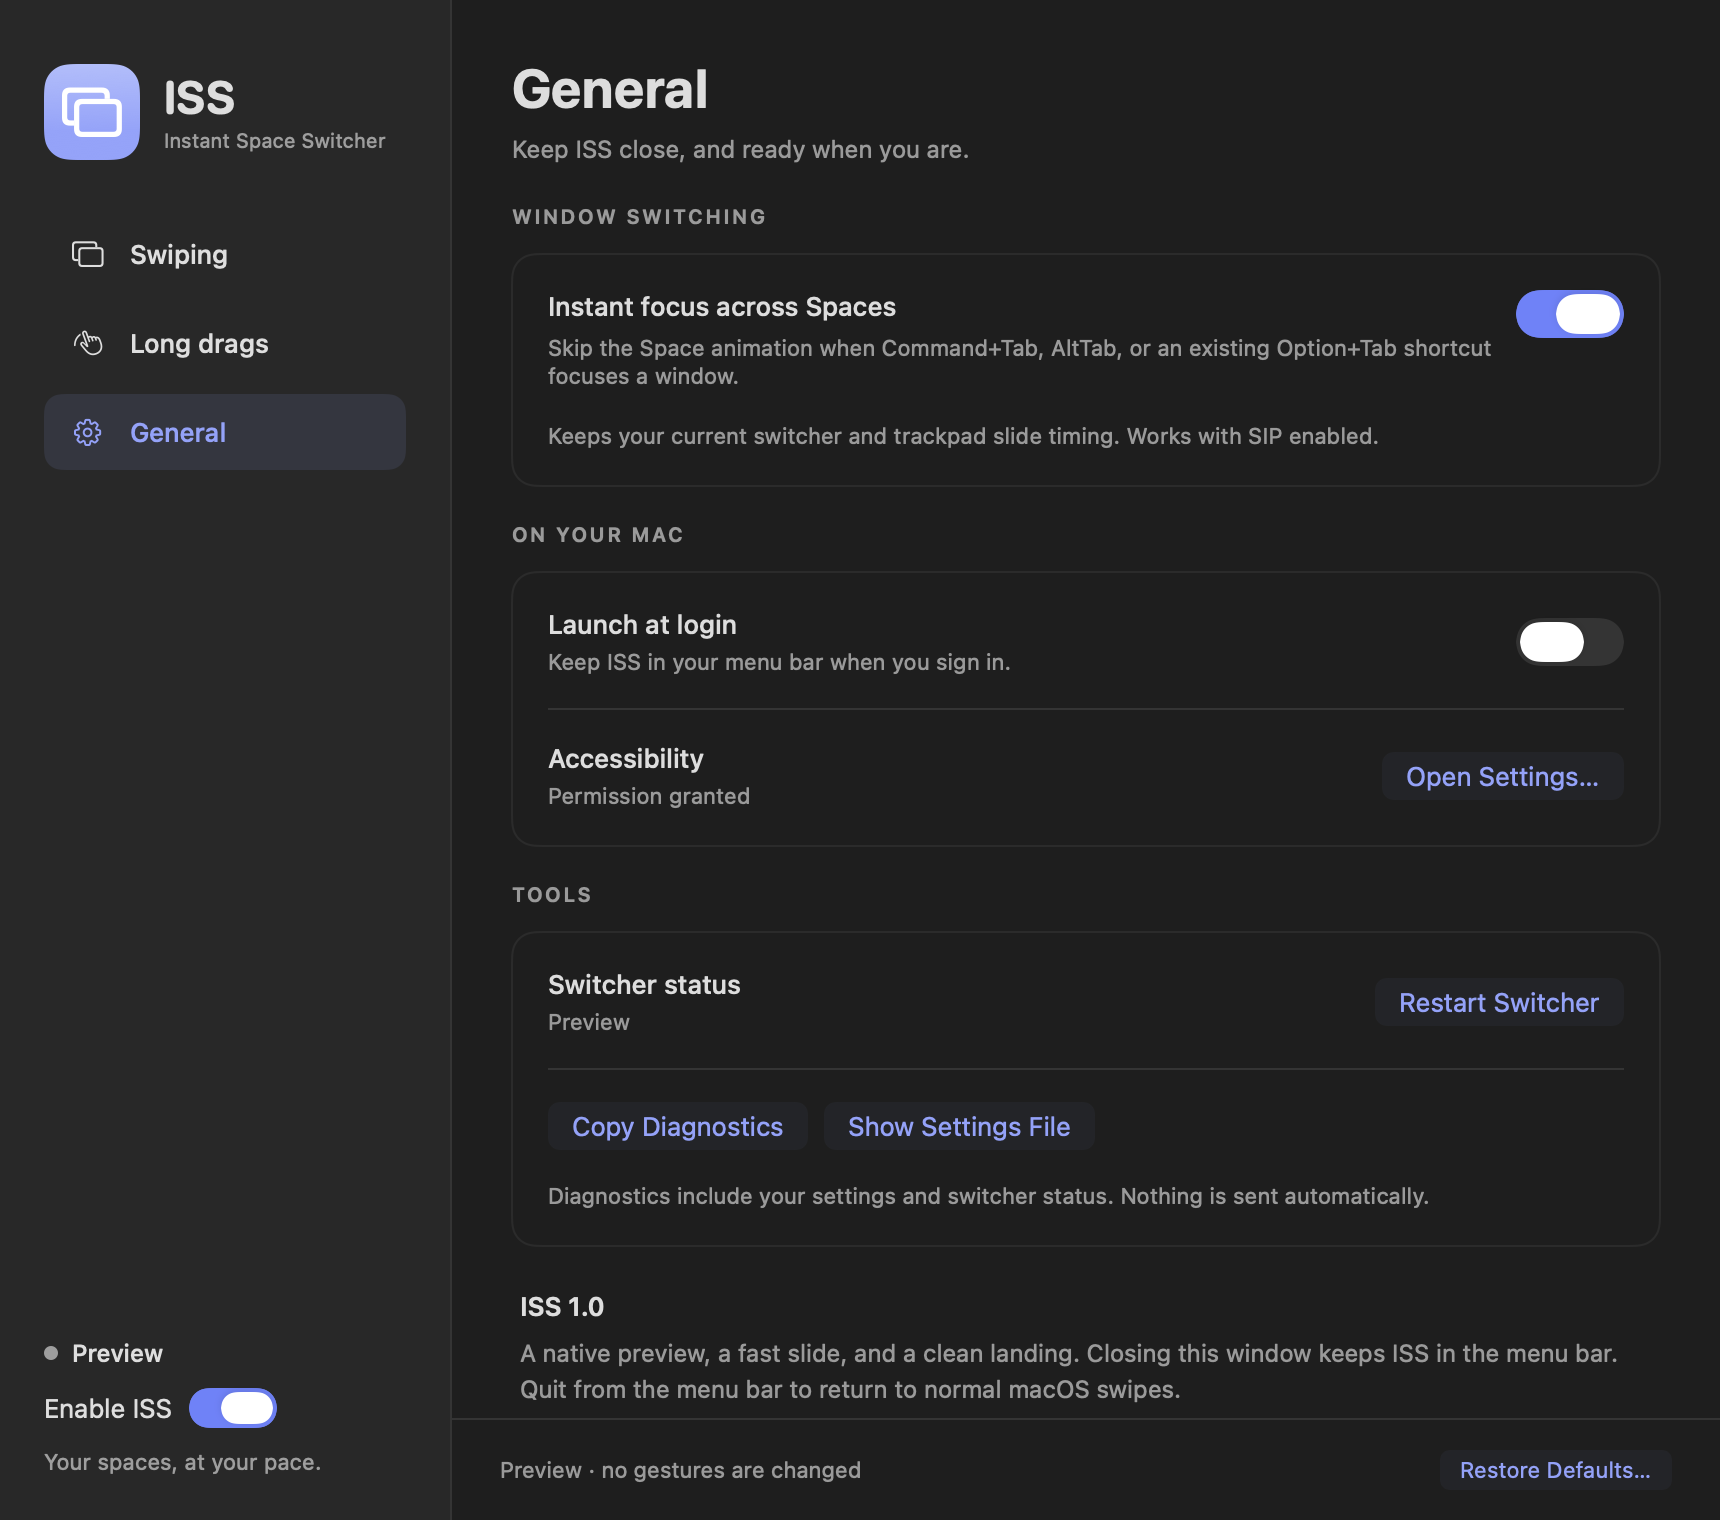 ISS
Instant Space Switcher
Swiping
Long drags
General
Preview
Enable ISS
Your spaces, at your pace.
General
Keep ISS close, and ready when you are.
WINDOW SWITCHING
Instant focus across Spaces
Skip the Space animation when Command+Tab, AltTab, or an existing Option+Tab shortcut
focuses a window.
Keeps your current switcher and trackpad slide timing. Works with SIP enabled.
ON YOUR MAC
Launch at login
Keep ISS in your menu bar when you sign in.
Accessibility
Permission granted
Open Settings...
TOOLS
Switcher status
Preview
Restart Switcher
Copy Diagnostics
Show Settings File
Diagnostics include your settings and switcher status. Nothing is sent automatically.
ISS 1.0
A native preview, a fast slide, and a clean landing. Closing this window keeps ISS in the menu bar.
Quit from the menu bar to return to normal macOS swipes.
Preview · no gestures are changed
Restore Defaults...